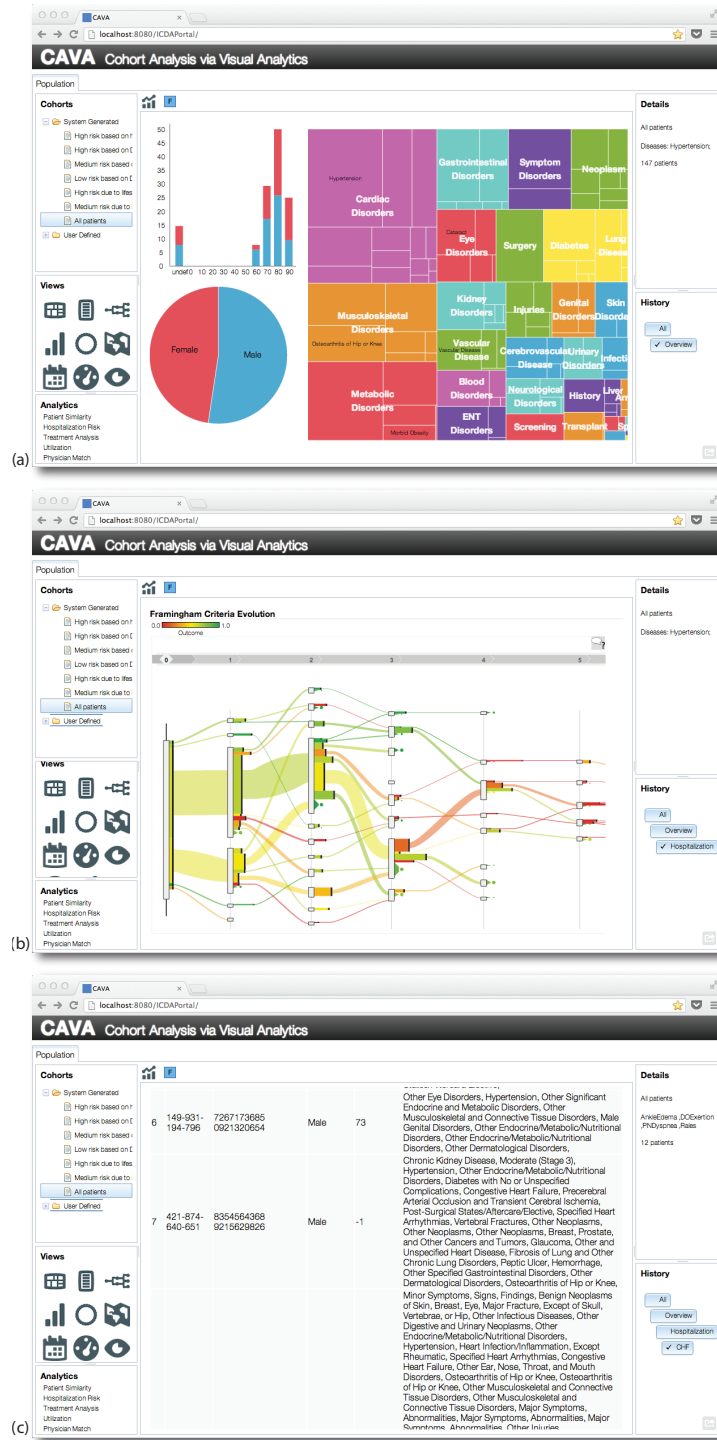 CAVA
localhost:8080/ICDAPortal/
CAVA Cohort Analysis via Visual Analytics
Population
Cohorts
System Generated
High risk based on h
High risk based on D
Medium risk based
Low risk based on D
High risk due to lifes
Medium risk due to
All patients
User Defined
Views
Analytics
Patient Similarity
Hospitalization Risk
Treatment Analysis
Utilization
Physician Match
F
50
45
40
35
30
25
20
15
10
5
0
undef0 10 20 30 40 50 60 70 80 90
Female
Male
Hypertension
Cardiac
Disorders
Musculoskeletal
Disorders
Osteoarthritis of Hip or Knee
Metabolic
Disorders
Morbid Obesity
Gastrointestinal
Disorders
Symptom
Disorders
Neoplasm
Cataract
Eye
Disorders
Surgery
Diabetes
Lung
Disease
Kidney
Disorders
Injuries
Genital
Disorders
Skin
Disorde
Vascular
Disease
Vascular Disease
Cerebrovascular
Disease
Urinary
Disorders
Infecti
Blood
Disorders
Neurological
Disorders
History
Liver
ENT
Disorders
Screening
Transplant
Details
All patients
Diseases: Hypertension;
147 patients
History
All
✓ Overview
(a)
CAVA
localhost:8080/ICDAPortal/
CAVA Cohort Analysis via Visual Analytics
Population
Cohorts
System Generated
High risk based on h
High risk based on D
Medium risk based
Low risk based on D
High risk due to lifes
Medium risk due to
All patients
User Defined
Views
Analytics
Patient Similarity
Hospitalization Risk
Treatment Analysis
Utilization
Physician Match
F
Framingham Criteria Evolution
0.0 1.0
Outcome
?
0 1 2 3 4 5
Details
All patients
Diseases: Hypertension;
History
All
Overview
✓ Hospitalization
(b)
CAVA
localhost:8080/ICDAPortal/
CAVA Cohort Analysis via Visual Analytics
Population
Cohorts
System Generated
High risk based on h
High risk based on D
Medium risk based
Low risk based on D
High risk due to lifes
Medium risk due to
All patients
User Defined
Views
Analytics
Patient Similarity
Hospitalization Risk
Treatment Analysis
Utilization
Physician Match
F
6 149-931-194-796 7267173685 0921320654 Male 73
Other Eye Disorders, Hypertension, Other Significant
Endocrine and Metabolic Disorders, Other
Musculoskeletal and Connective Tissue Disorders, Male
Genital Disorders, Other Endocrine/Metabolic/Nutritional
Disorders, Other Endocrine/Metabolic/Nutritional
Disorders, Other Dermatological Disorders,
7 421-874-640-651 8354564368 9215629826 Male -1
Chronic Kidney Disease, Moderate (Stage 3),
Hypertension, Other Endocrine/Metabolic/Nutritional
Disorders, Diabetes with No or Unspecified
Complications, Congestive Heart Failure, Precerebral
Arterial Occlusion and Transient Cerebral Ischemia,
Post-Surgical States/Aftercare/Elective, Specified Heart
Arrhythmias, Vertebral Fractures, Other Neoplasms,
Other Neoplasms, Other Neoplasms, Breast, Prostate,
and Other Cancers and Tumors, Glaucoma, Other and
Unspecified Heart Disease, Fibrosis of Lung and Other
Chronic Lung Disorders, Peptic Ulcer, Hemorrhage,
Other Specified Gastrointestinal Disorders, Other
Dermatological Disorders, Osteoarthritis of Hip or Knee,
Minor Symptoms, Signs, Findings, Benign Neoplasms
of Skin, Breast, Eye, Major Fracture, Except of Skull,
Vertebrae, or Hip, Other Infectious Diseases, Other
Digestive and Urinary Neoplasms, Other
Endocrine/Metabolic/Nutritional Disorders,
Hypertension, Heart Infection/Inflammation, Except
Rheumatic, Specified Heart Arrhythmias, Congestive
Heart Failure, Other Ear, Nose, Throat, and Mouth
Disorders, Osteoarthritis of Hip or Knee, Osteoarthritis
of Hip or Knee, Other Musculoskeletal and Connective
Tissue Disorders, Other Musculoskeletal and
Connective Tissue Disorders, Major Symptoms,
Abnormalities, Major Symptoms, Abnormalities, Major
Symptoms, Abnormalities, Other Injuries,
Details
All patients
AnkleEdema ,DOExertion
,PNDyspnea ,Rales
12 patients
History
All
Overview
Hospitalization
✓ CHF
(c)